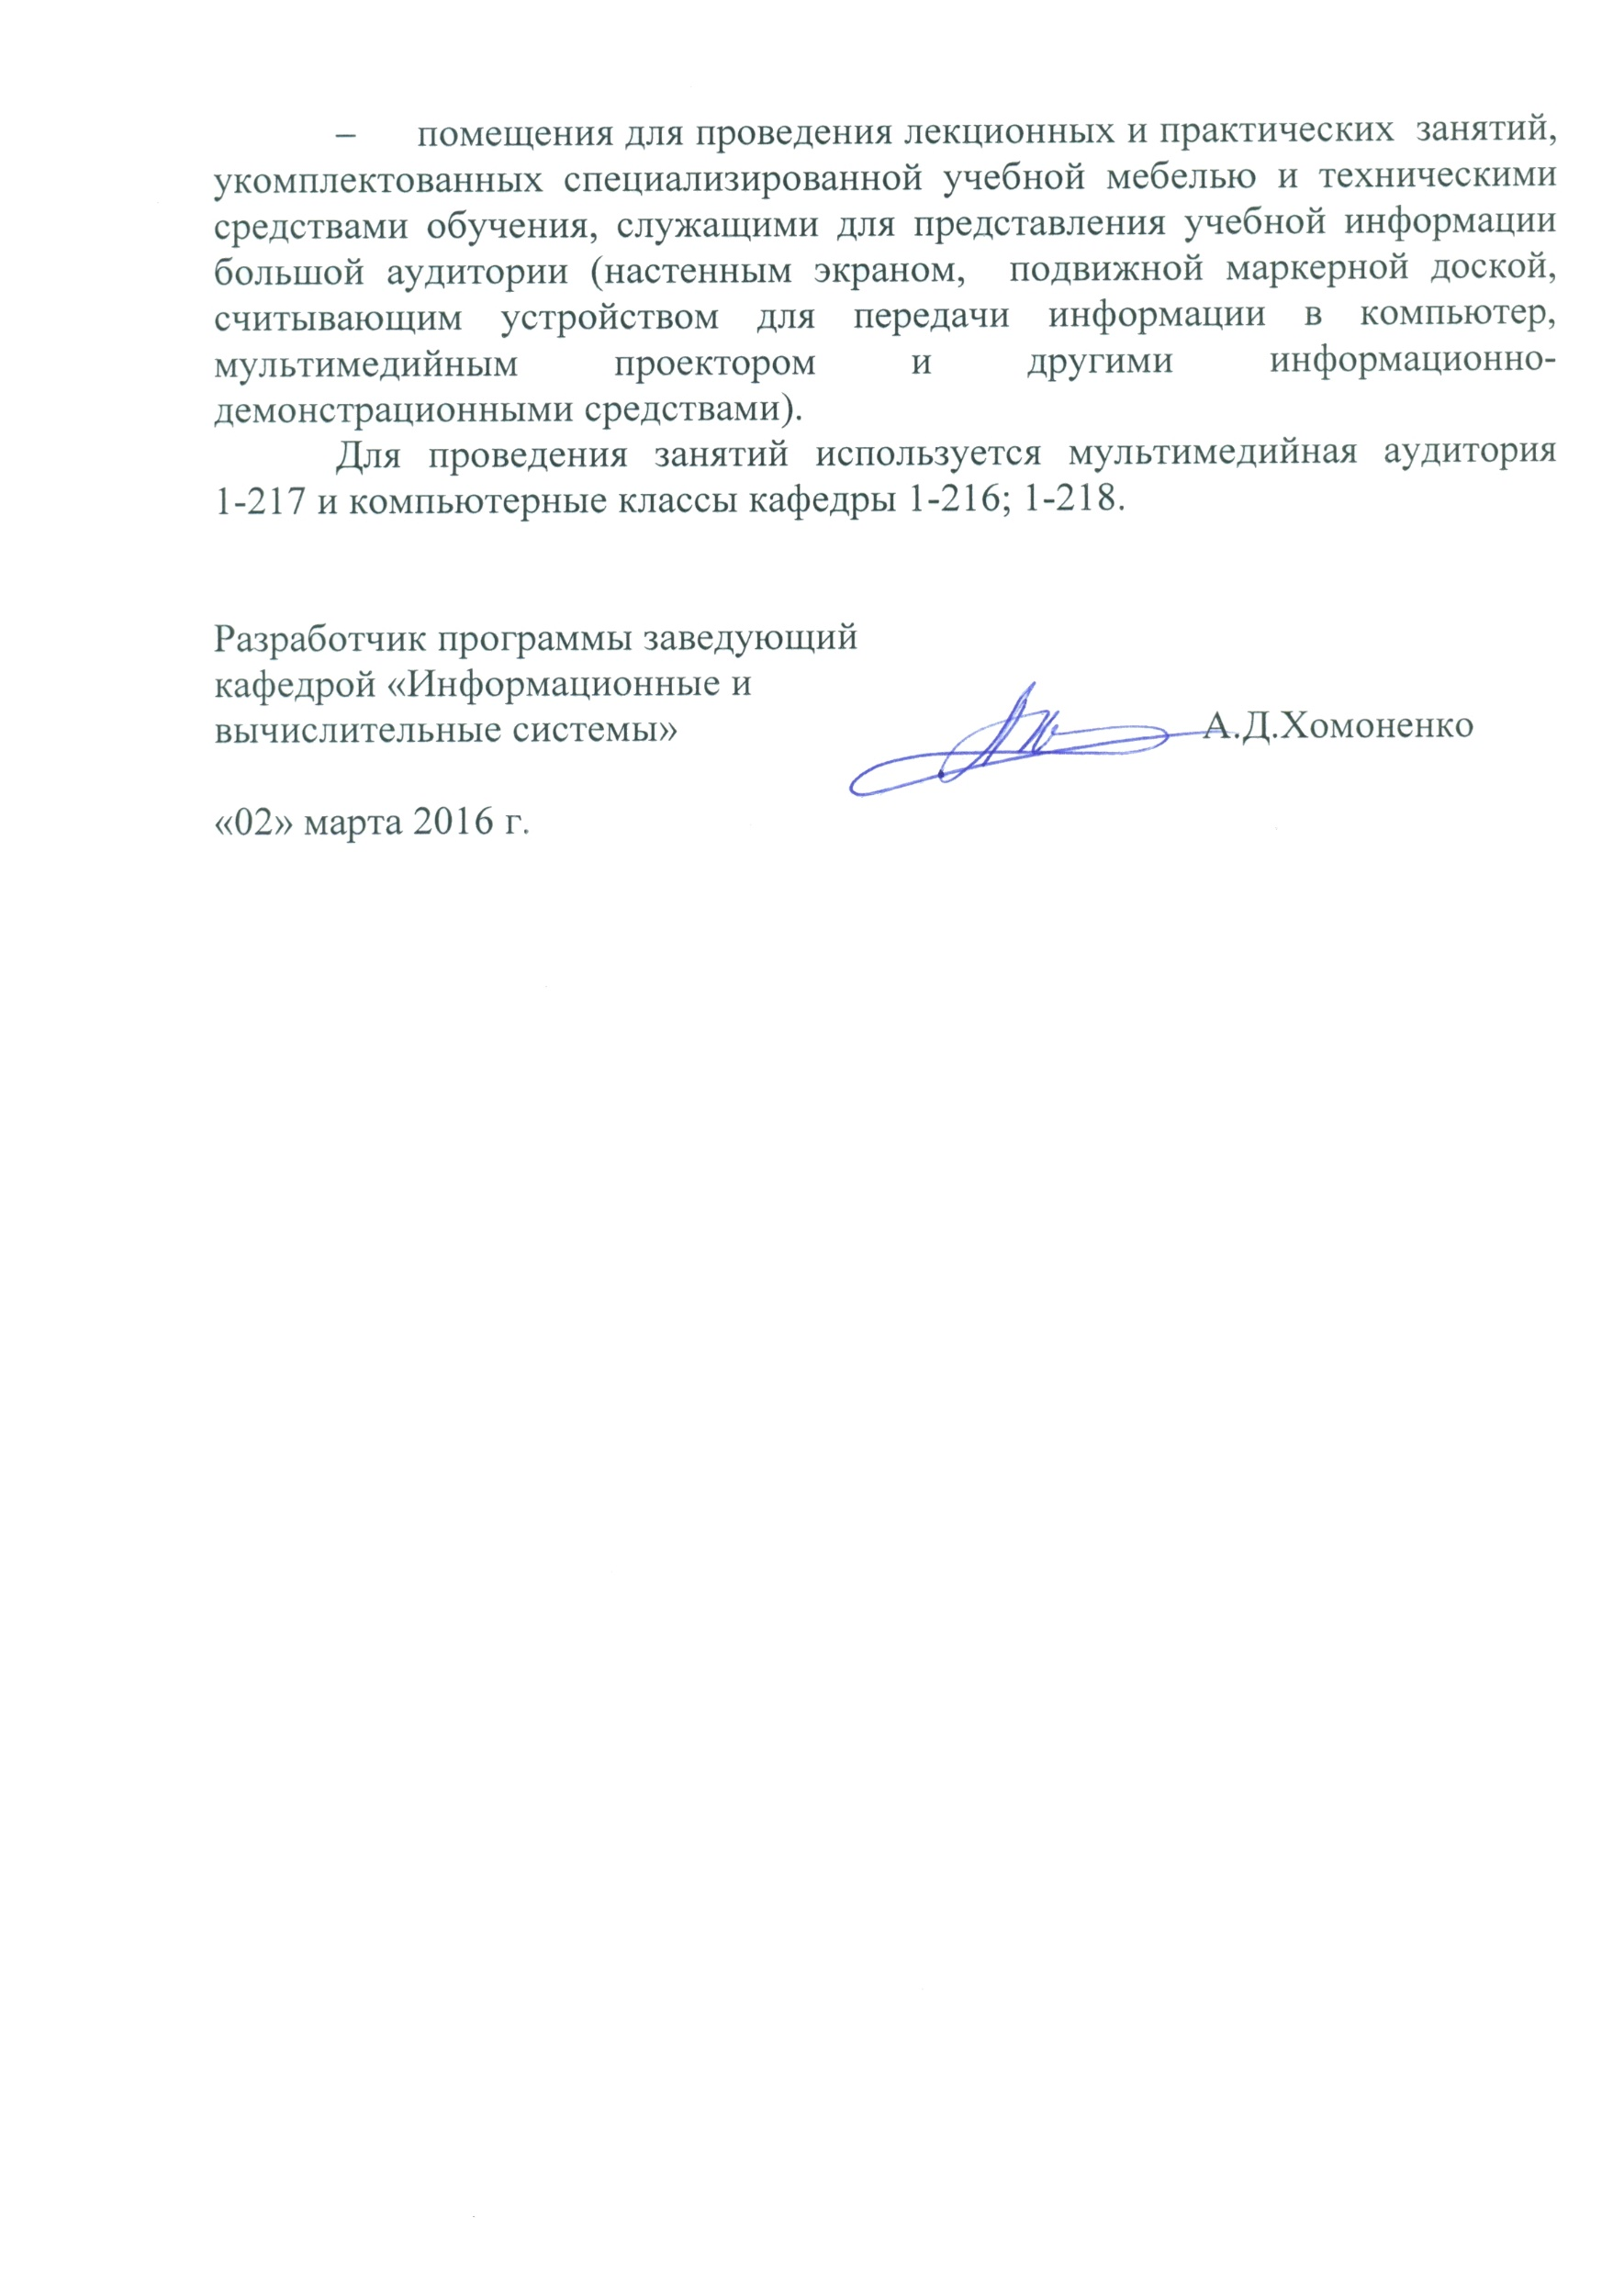 –      помещения для проведения лекционных и практических  занятий,
укомплектованных специализированной учебной мебелью и техническими
средствами обучения, служащими для представления учебной информации
большой аудитории (настенным экраном,  подвижной маркерной доской,
считывающим устройством для передачи информации в компьютер,
мультимедийным проектором и другими информационно-
демонстрационными средствами).
Для проведения занятий используется мультимедийная аудитория
1-217 и компьютерные классы кафедры 1-216; 1-218.
Разработчик программы заведующий
кафедрой «Информационные и
вычислительные системы»
А.Д.Хомоненко
«02» марта 2016 г.